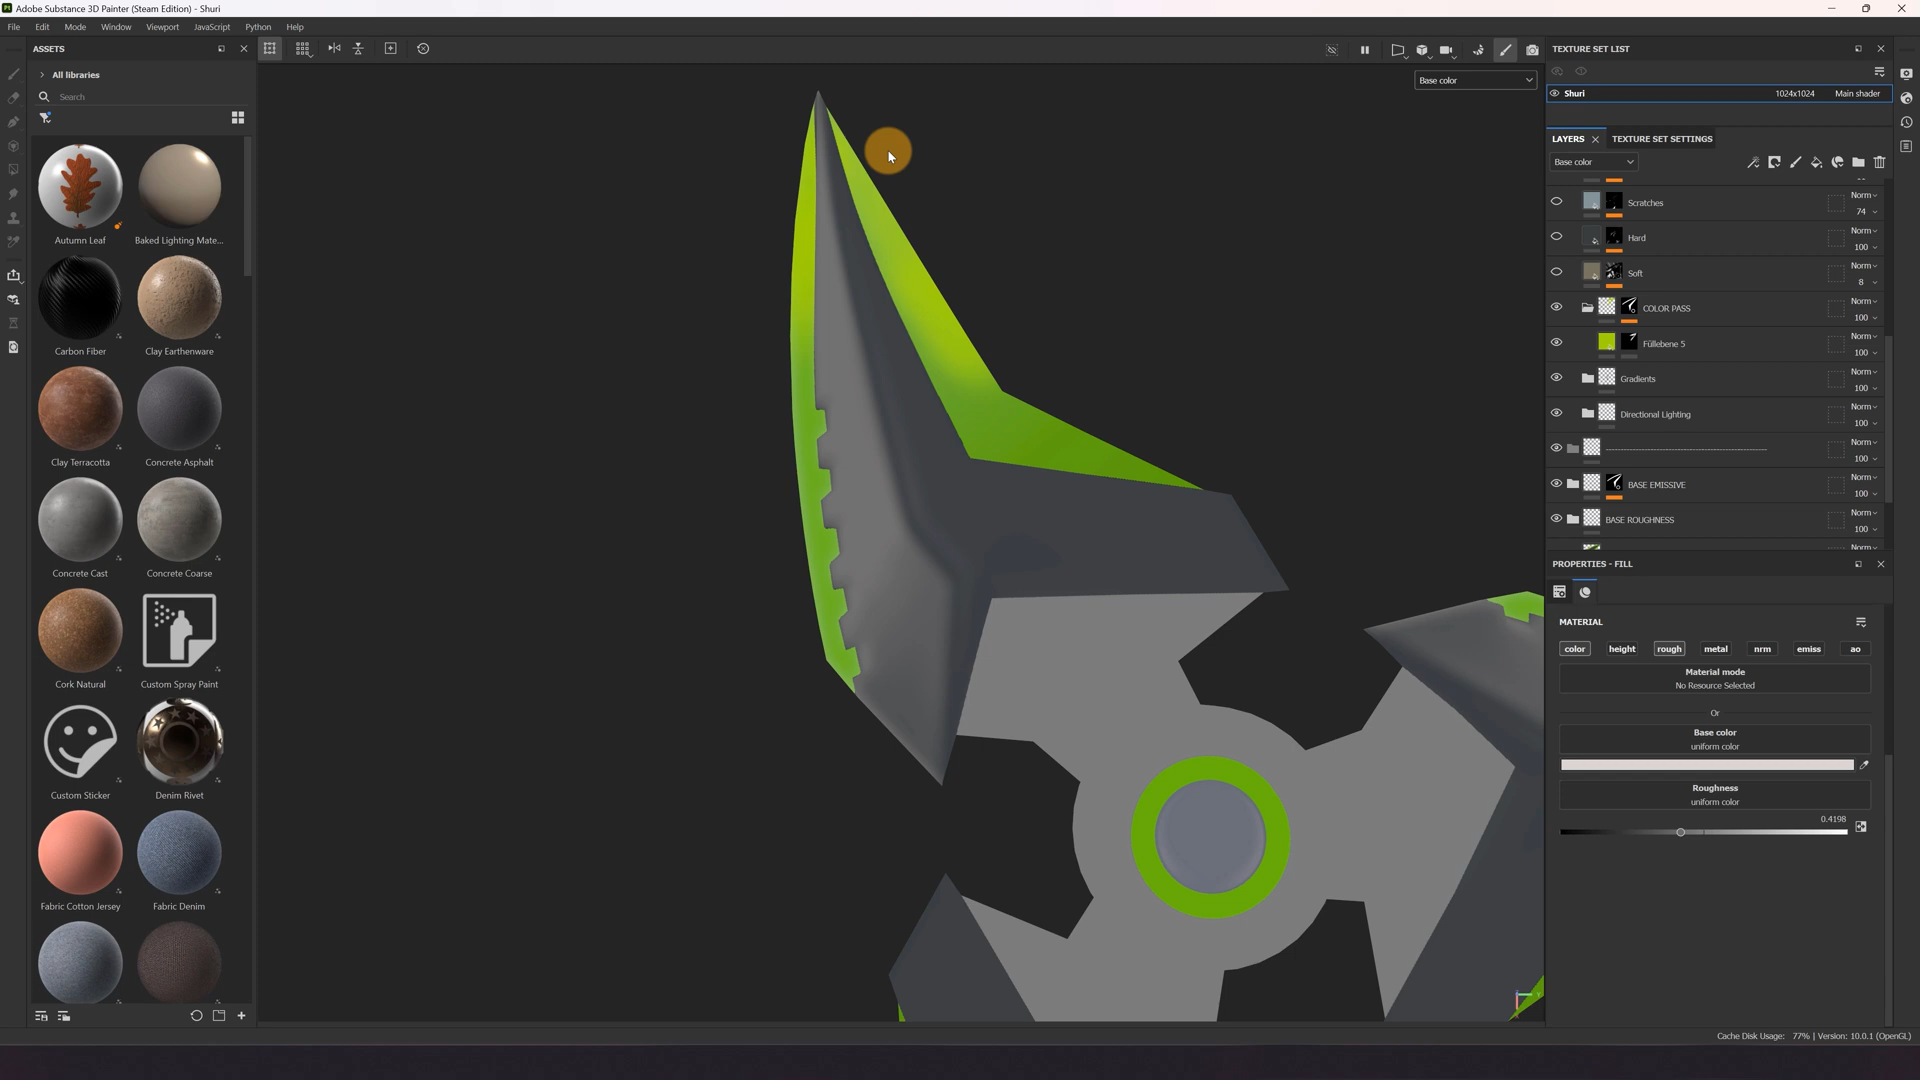 Adobe Substance 3D Painter (Steam Edition) - Shuri
File Edit Mode Window Viewport JavaScript Python Help
ASSETS
All libraries
Search
Autumn Leaf
Baked Lighting Mate...
Carbon Fiber
Clay Earthenware
Clay Terracotta
Concrete Asphalt
Concrete Cast
Concrete Coarse
Cork Natural
Custom Spray Paint
Custom Sticker
Denim Rivet
Fabric Cotton Jersey
Fabric Denim
Base color
TEXTURE SET LIST
Shuri 1024x1024 Main shader
LAYERS TEXTURE SET SETTINGS
Base color
Scratches Norm 74
Hard Norm 100
Soft Norm 8
COLOR PASS Norm 100
Füllebene 5 Norm 100
Gradients Norm 100
Directional Lighting Norm 100
Norm 100
BASE EMISSIVE Norm 100
BASE ROUGHNESS Norm 100
Norm
PROPERTIES - FILL
MATERIAL
color height rough metal nrm emiss ao
Material mode
No Resource Selected
Or
Base color
uniform color
Roughness
uniform color
0.4198
Cache Disk Usage: 77% | Version: 10.0.1 (OpenGL)